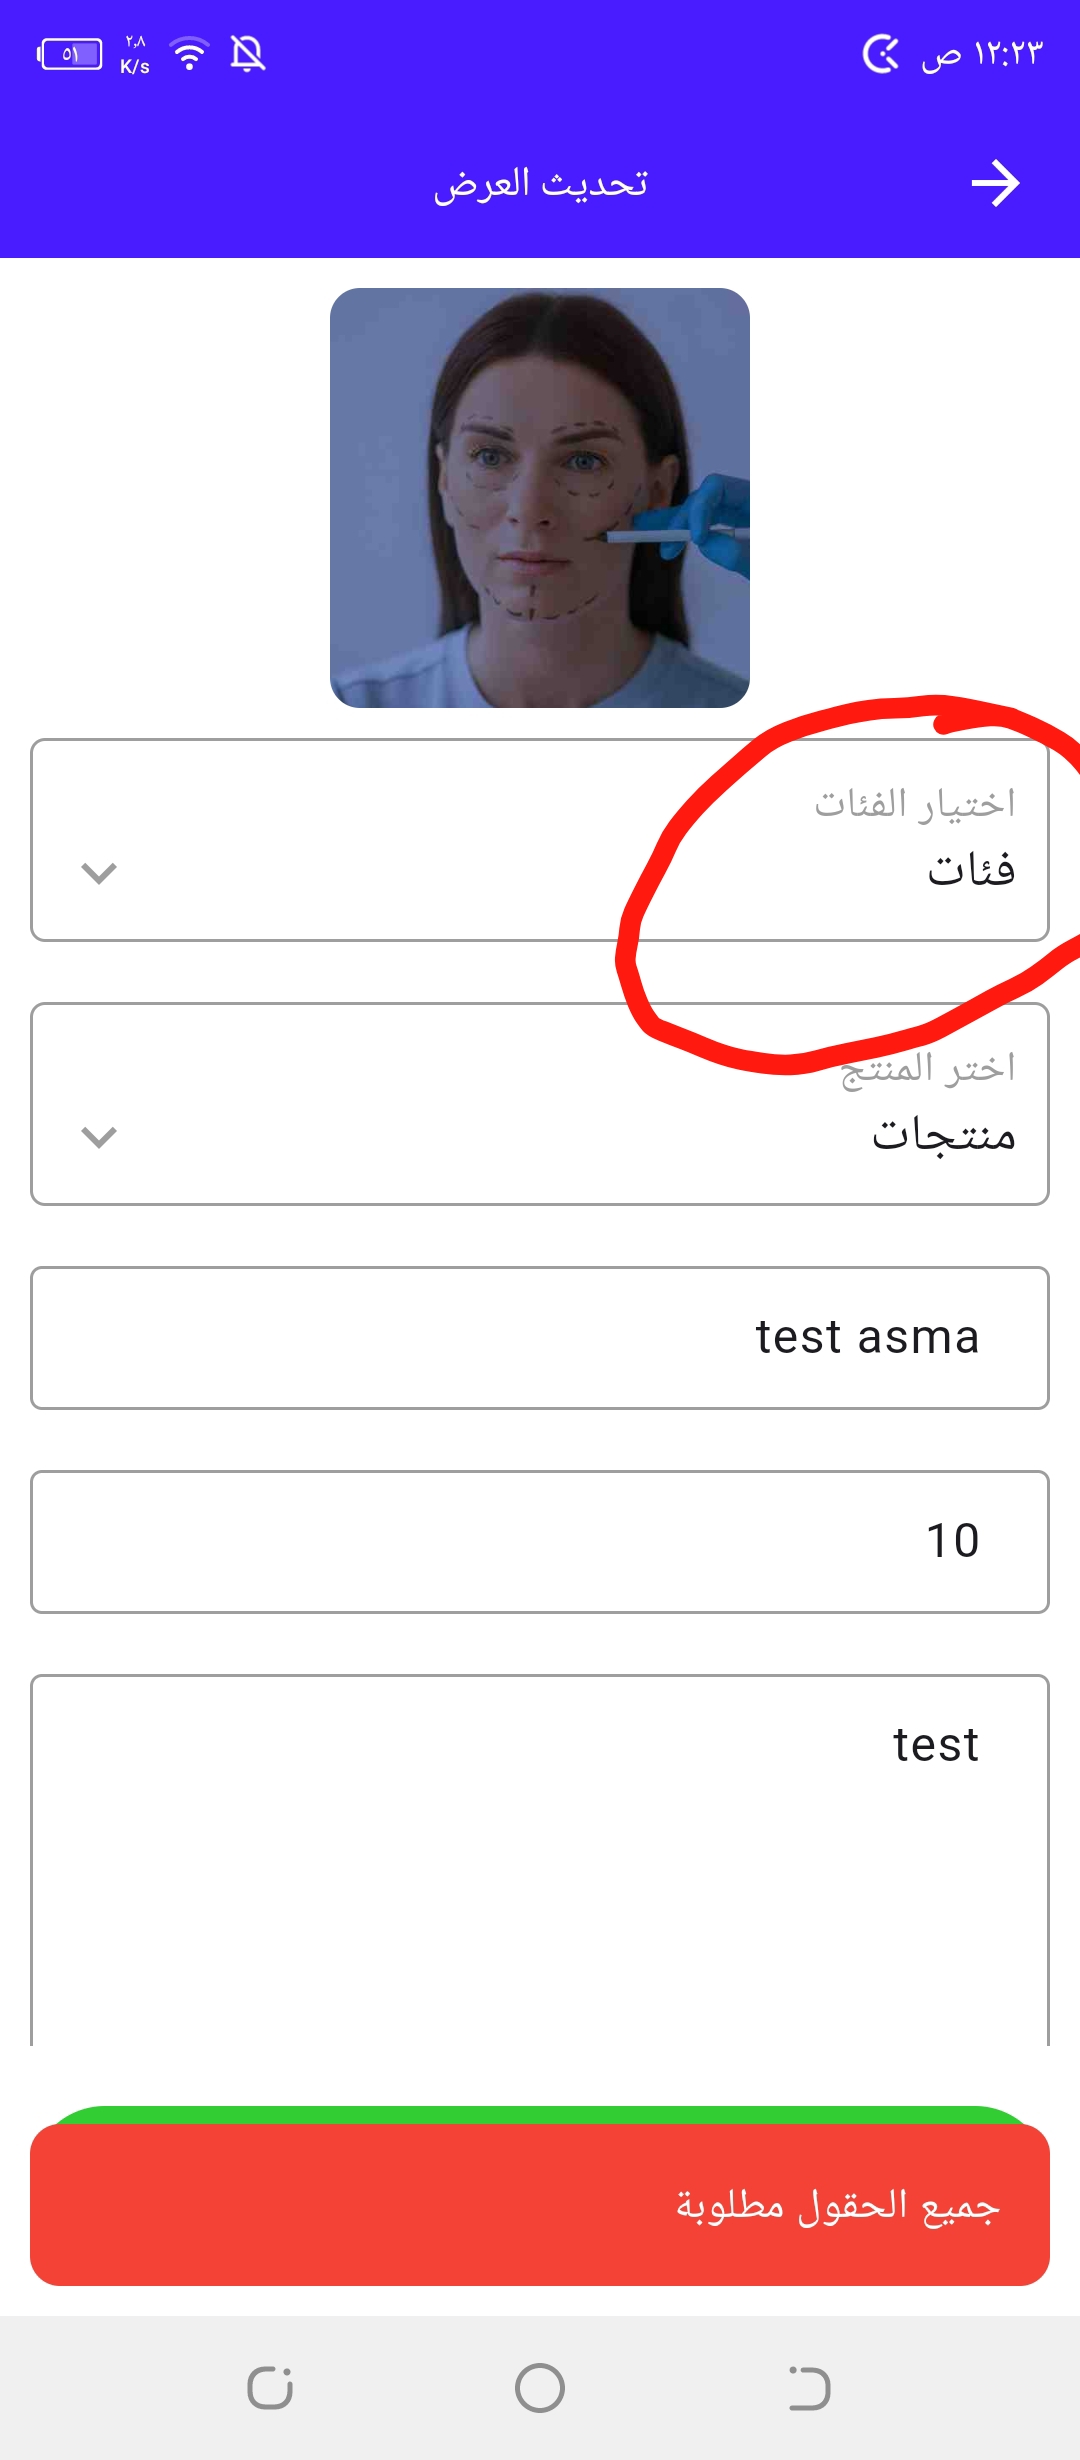 ١٢:٢٣ ص
٢,٨ K/s
٥١
تحديث العرض
اختيار الفئات
فئات
اختر المنتج
منتجات
test asma
10
test
جميع الحقول مطلوبة